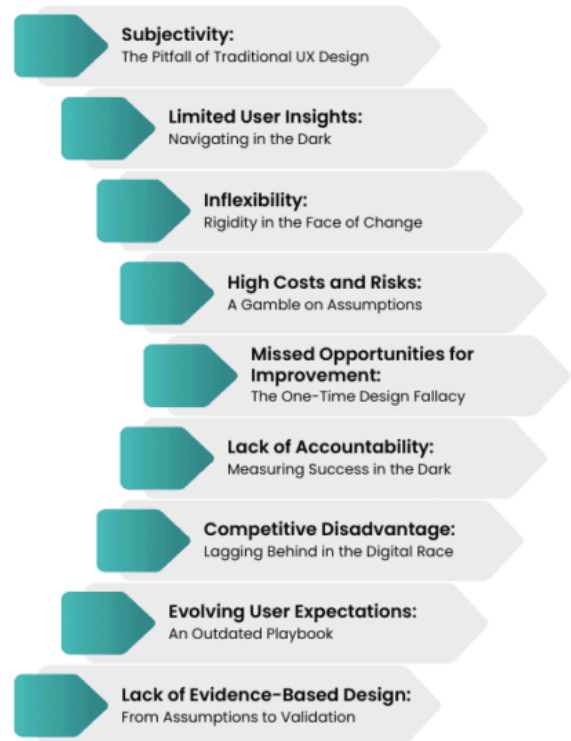 Subjectivity:
The Pitfall of Traditional UX Design
Limited User Insights:
Navigating in the Dark
Inflexibility:
Rigidity in the Face of Change
High Costs and Risks:
A Gamble on Assumptions
Missed Opportunities for
Improvement:
The One-Time Design Fallacy
Lack of Accountability:
Measuring Success in the Dark
Competitive Disadvantage:
Lagging Behind in the Digital Race
Evolving User Expectations:
An Outdated Playbook
Lack of Evidence-Based Design:
From Assumptions to Validation